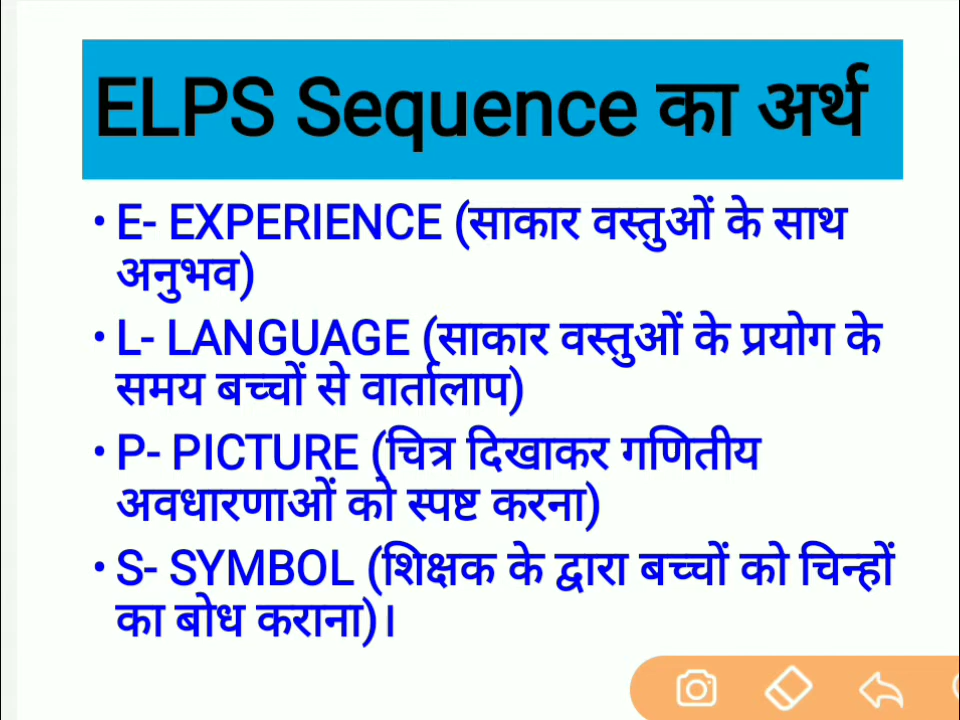 ELPS Sequence का अर्थ
• E- EXPERIENCE (साकार वस्तुओं के साथ
अनुभव)
• L- LANGUAGE (साकार वस्तुओं के प्रयोग के
समय बच्चों से वार्तालाप)
• P- PICTURE (चित्र दिखाकर गणितीय
अवधारणाओं को स्पष्ट करना)
• S- SYMBOL (शिक्षक के द्वारा बच्चों को चिन्हों
का बोध कराना)।